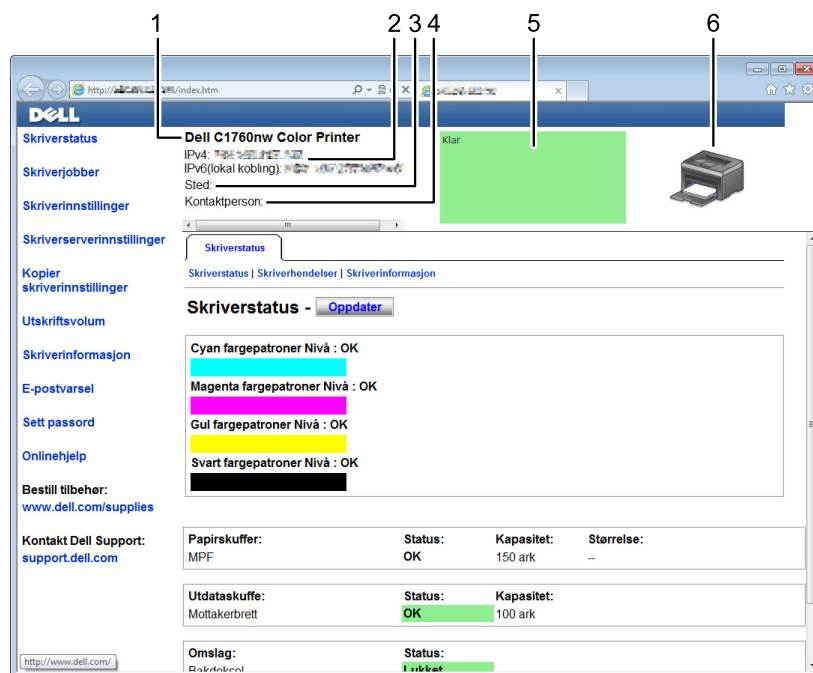 1 2 3 4 5 6
http:// /index.htm
DELL
Skriverstatus
Skriverjobber
Skriverinnstillinger
Skriverserverinnstillinger
Kopier
skriverinnstillinger
Utskriftsvolum
Skriverinformasjon
E-postvarsel
Sett passord
Onlinehjelp
Bestill tilbehør:
www.dell.com/supplies
Kontakt Dell Support:
support.dell.com
http://www.dell.com/
Dell C1760nw Color Printer
IPv4:
IPv6(lokal kobling):
Sted:
Kontaktperson:
Klar
Skriverstatus
Skriverstatus | Skriverhendelser | Skriverinformasjon
Skriverstatus - Oppdater
Cyan fargepatroner Nivå : OK
Magenta fargepatroner Nivå : OK
Gul fargepatroner Nivå : OK
Svart fargepatroner Nivå : OK
Papirskuffer: Status: Kapasitet: Størrelse:
MPF OK 150 ark --
Utdataskuffe: Status: Kapasitet:
Mottakerbrett OK 100 ark
Omslag: Status:
Bakdeksel Lukket